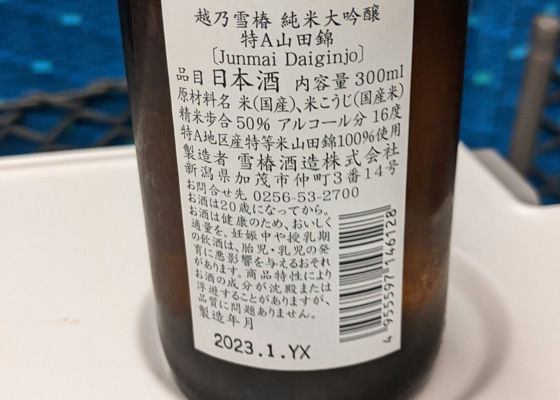 越乃雪椿 純米大吟醸
特A山田錦
〔Junmai Daiginjo〕
品目 日本酒 内容量 300ml
原材料名 米(国産)、米こうじ(国産米)
精米歩合 50% アルコール分 16度
特A地区産特等米山田錦100%使用
製造者 雪椿酒造株式会社
新潟県加茂市仲町3番14号
お問合せ先 0256-53-2700
お酒は20歳になってから。
お酒は健康のため、おいしく
適量を。妊娠中や授乳期
の飲酒は、胎児・乳児の発
育に悪影響を与えるおそれ
があります。商品特性により
お酒の成分が沈殿または
浮遊することがありますが、
品質に問題ありません。
製造年月
2023.1.YX
4 955597 146128